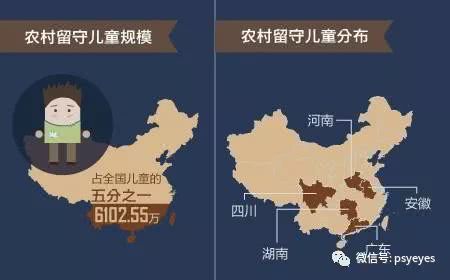 农村留守儿童规模
占全国儿童的
五分之一
6102.55万
农村留守儿童分布
河南
安徽
四川
湖南
广东
微信号: psyeyes